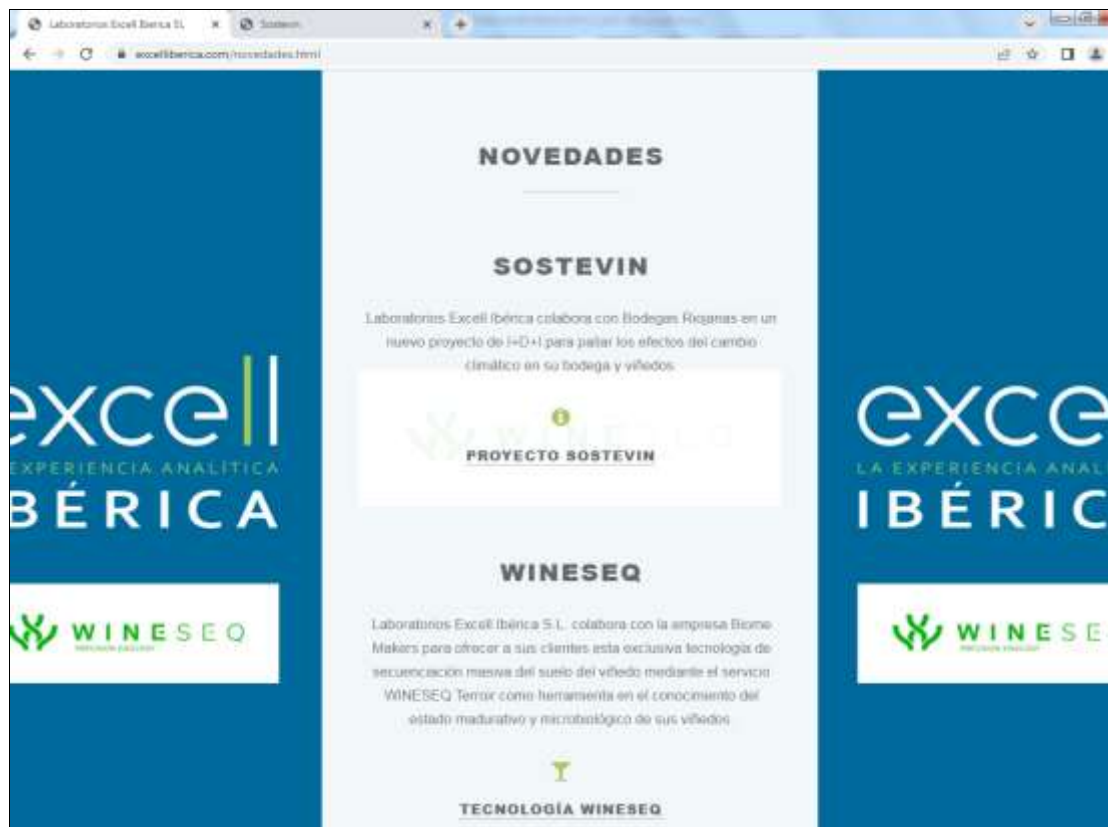 Laboratorios Excell Iberica S L
Sostevin
excelliberica.com/novedades.html
NOVEDADES
SOSTEVIN
Laboratorios Excell Ibérica colabora con Bodegas Riojanas en un
nuevo proyecto de I+D+I para paliar los efectos del cambio
climático en su bodega y viñedos
WINESEQ
PROYECTO SOSTEVIN
WINESEQ
Laboratorios Excell Ibérica S.L. colabora con la empresa Biome
Makers para ofrecer a sus clientes esta exclusiva tecnología de
secuenciación masiva del suelo del viñedo mediante el servicio
WINESEQ Terroir como herramienta en el conocimiento del
estado madurativo y microbiológico de sus viñedos
TECNOLOGÍA WINESEQ
excell
EXPERIENCIA ANALÍTICA
BÉRICA
WINESEQ
exce
LA EXPERIENCIA ANAL
IBÉRIC
WINESE